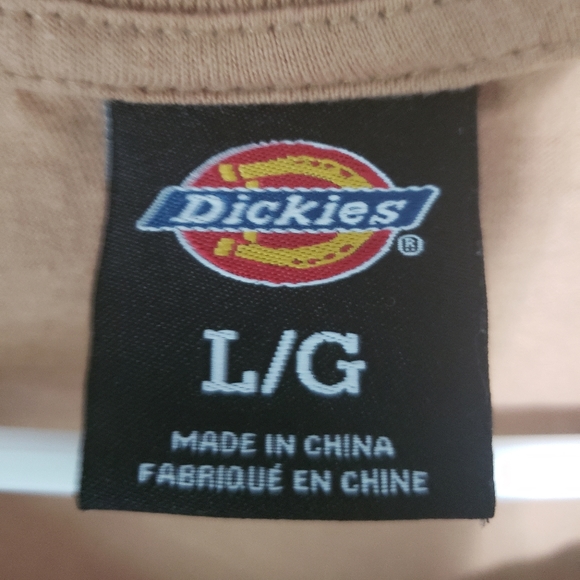 Dickies
®
L/G
MADE IN CHINA
FABRIQUÉ EN CHINE